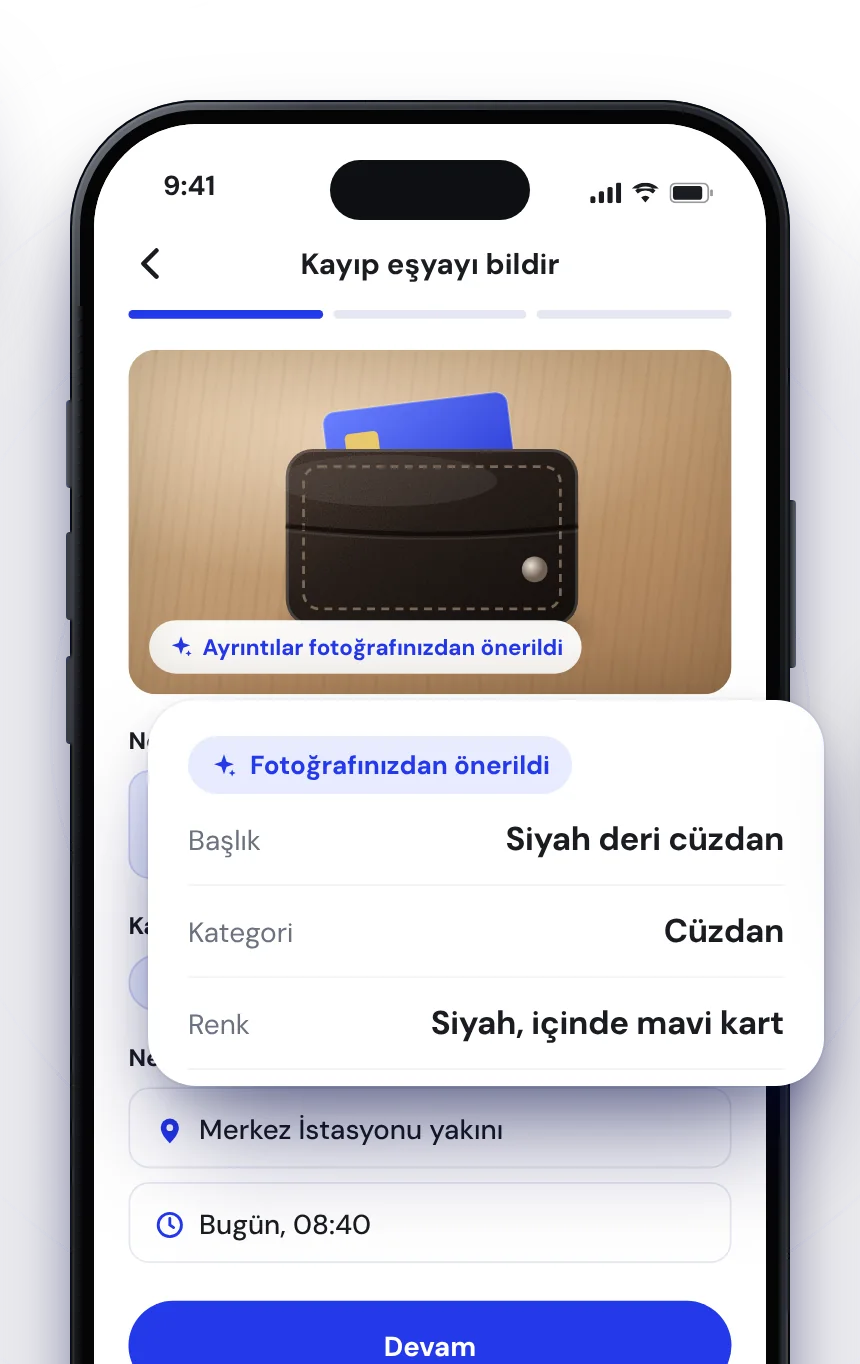 9:41
Kayıp eşyayı bildir
Ayrıntılar fotoğrafınızdan önerildi
Fotoğrafınızdan önerildi
Başlık
Siyah deri cüzdan
Kategori
Cüzdan
Renk
Siyah, içinde mavi kart
Merkez İstasyonu yakını
Bugün, 08:40
Devam